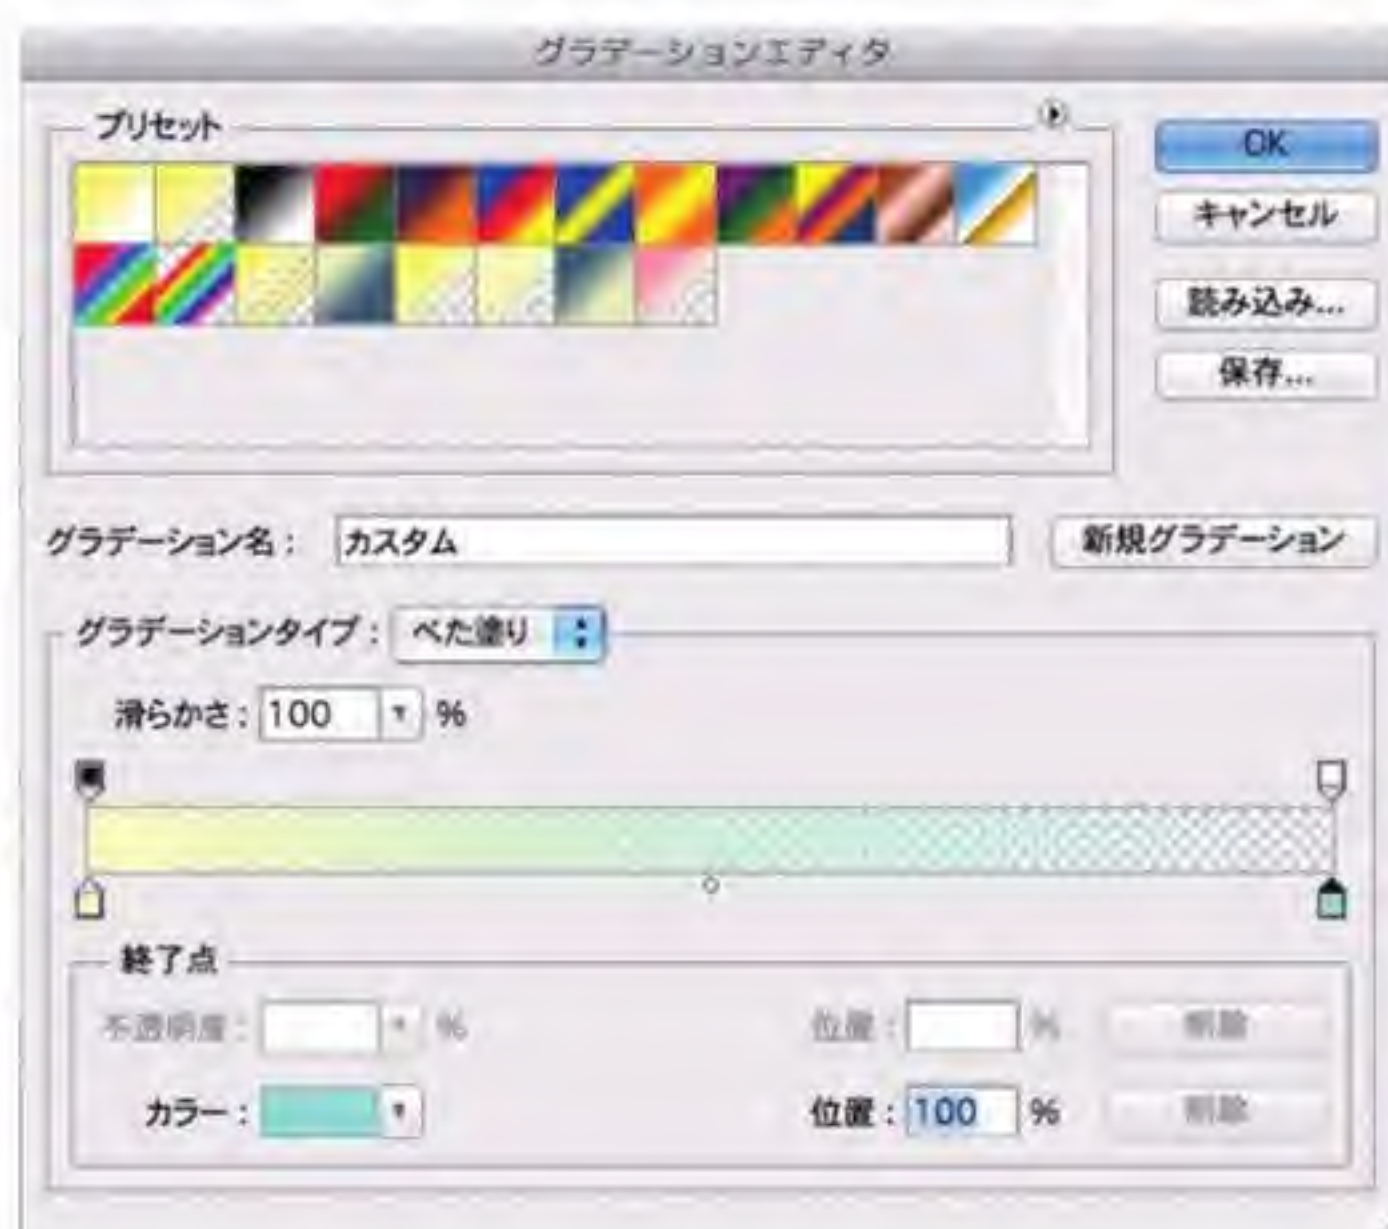 グラデーションエディタ
プリセット
OK
キャンセル
読み込み...
保存...
グラデーション名： カスタム 新規グラデーション
グラデーションタイプ： べた塗り
滑らかさ： 100 %
終了点
不透明度： % 位置： % 削除
カラー： 位置： 100 % 削除